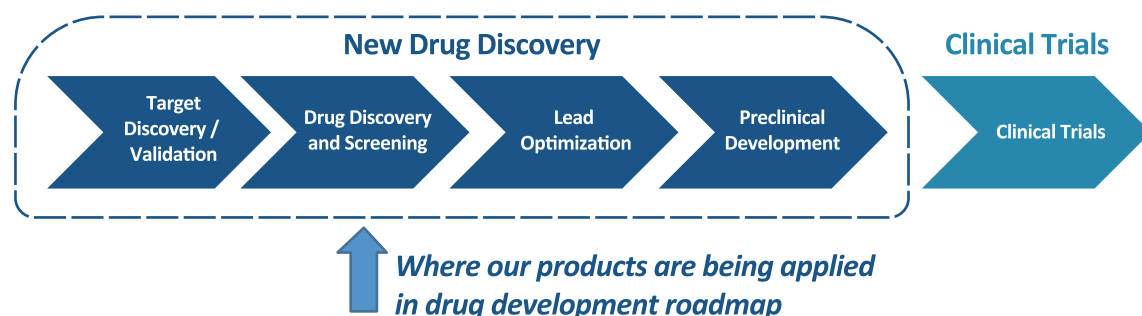 New Drug Discovery
Clinical Trials
Target
Discovery /
Validation
Drug Discovery
and Screening
Lead
Optimization
Preclinical
Development
Clinical Trials
Where our products are being applied
in drug development roadmap